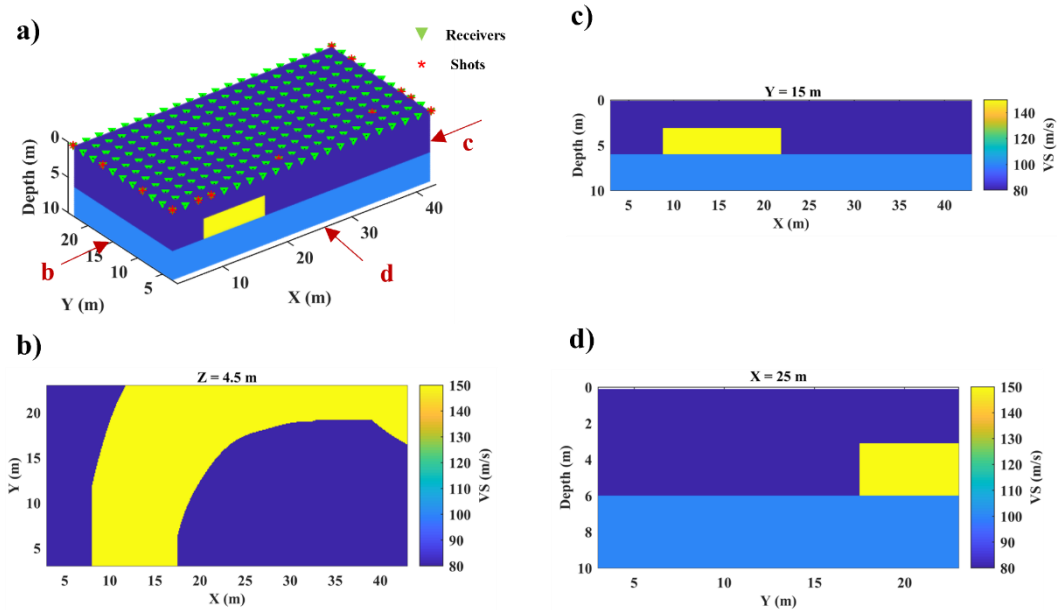 a)
Receivers
Shots
0
5
10
Depth (m)
20
15
10
5
Y (m)
10
20
30
40
X (m)
b
c
d
c)
Y = 15 m
0
5
10
Depth (m)
5 10 15 20 25 30 35 40
X (m)
140
120
100
80
VS (m/s)
b)
Z = 4.5 m
20
15
10
5
Y (m)
5 10 15 20 25 30 35 40
X (m)
150
140
130
120
110
100
90
80
VS (m/s)
d)
X = 25 m
0
2
4
6
8
10
Depth (m)
5 10 15 20
Y (m)
150
140
130
120
110
100
90
80
VS (m/s)